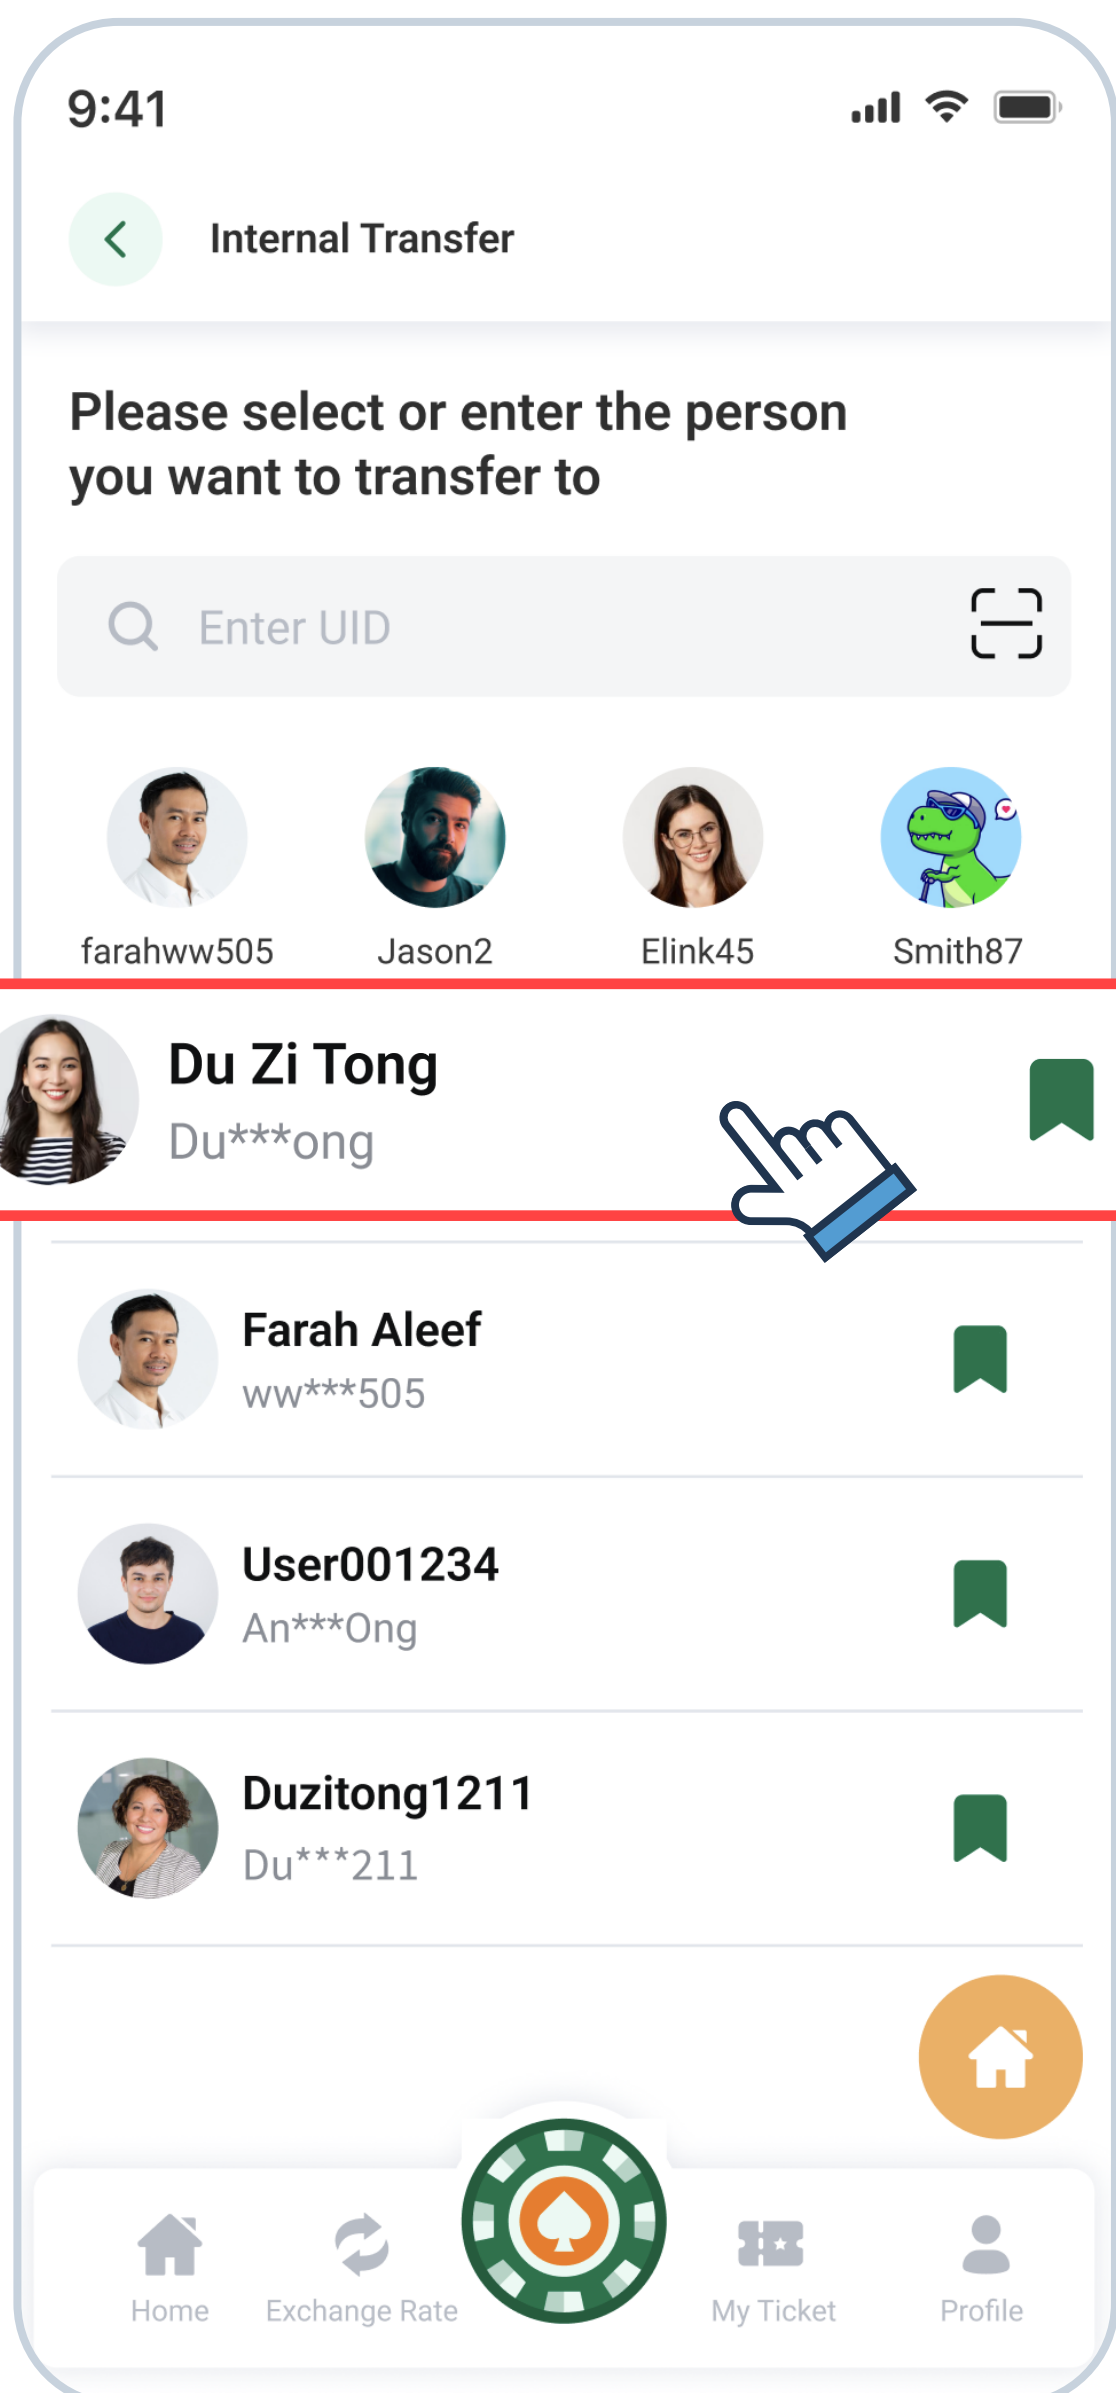 9:41
Internal Transfer
Please select or enter the person
you want to transfer to
Enter UID
farahww505
Jason2
Elink45
Smith87
Du Zi Tong
Du***ong
Farah Aleef
ww***505
User001234
An***Ong
Duzitong1211
Du***211
Home
Exchange Rate
My Ticket
Profile